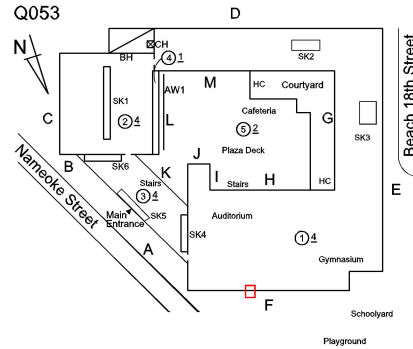 Q053
D
N
CH
BH
4 1
SK2
Beach 18th Street
M
HC
Courtyard
AW1
SK1
C
2 4
L
Cafeteria
G
SK3
5 2
Plaza Deck
B
SK6
K
J
I
Stairs
H
HC
E
Nameoke Street
Stairs
3 4
Main
Entrance
SK5
A
SK4
Auditorium
1 4
Gymnasium
F
Schoolyard
Playground